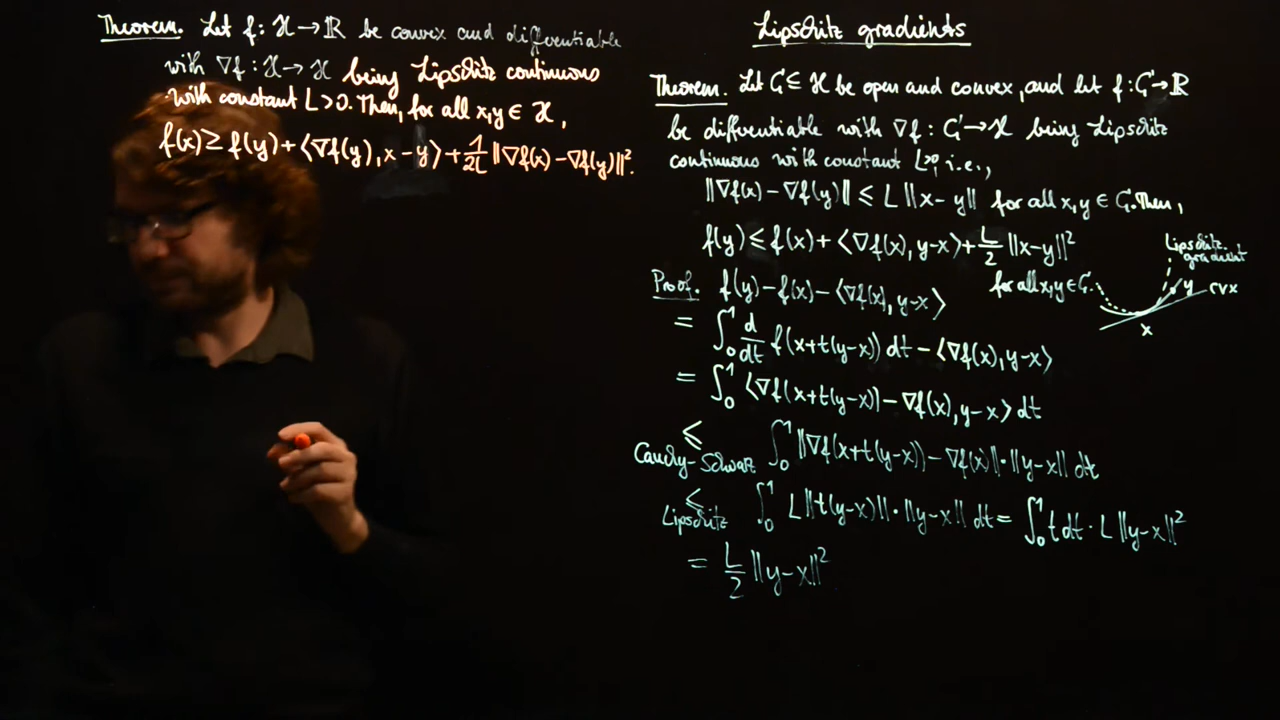 Theorem. Let f: ℋ → ℝ be convex and differentiable
with ∇f : ℋ → ℋ being Lipschitz continuous
with constant L > 0. Then, for all x, y ∈ ℋ,
f(x) ≥ f(y) + ⟨∇f(y), x − y⟩ + 1/2L ||∇f(x) − ∇f(y)||².
Lipschitz gradients
Theorem. Let C ⊆ ℋ be open and convex, and let f : C → ℝ
be differentiable with ∇f : C → ℋ being Lipschitz
continuous with constant L>0, i.e.,
||∇f(x) − ∇f(y)|| ≤ L ||x − y|| for all x, y ∈ C. Then,
f(y) ≤ f(x) + ⟨∇f(x), y−x⟩ + L/2 ||x−y||²
for all x, y ∈ C.
Lipschitz
gradient
y
cvx
x
Proof. f(y) − f(x) − ⟨∇f(x), y−x⟩
= ∫₀¹ d/dt f(x+t(y−x)) dt − ⟨∇f(x), y−x⟩
= ∫₀¹ ⟨∇f(x+t(y−x)) − ∇f(x), y−x⟩ dt
≤ Cauchy-Schwarz ∫₀¹ ||∇f(x+t(y−x)) − ∇f(x)|| · ||y−x|| dt
≤ Lipschitz ∫₀¹ L ||t(y−x)|| · ||y−x|| dt = ∫₀¹ t dt · L ||y−x||²
= L/2 ||y−x||²